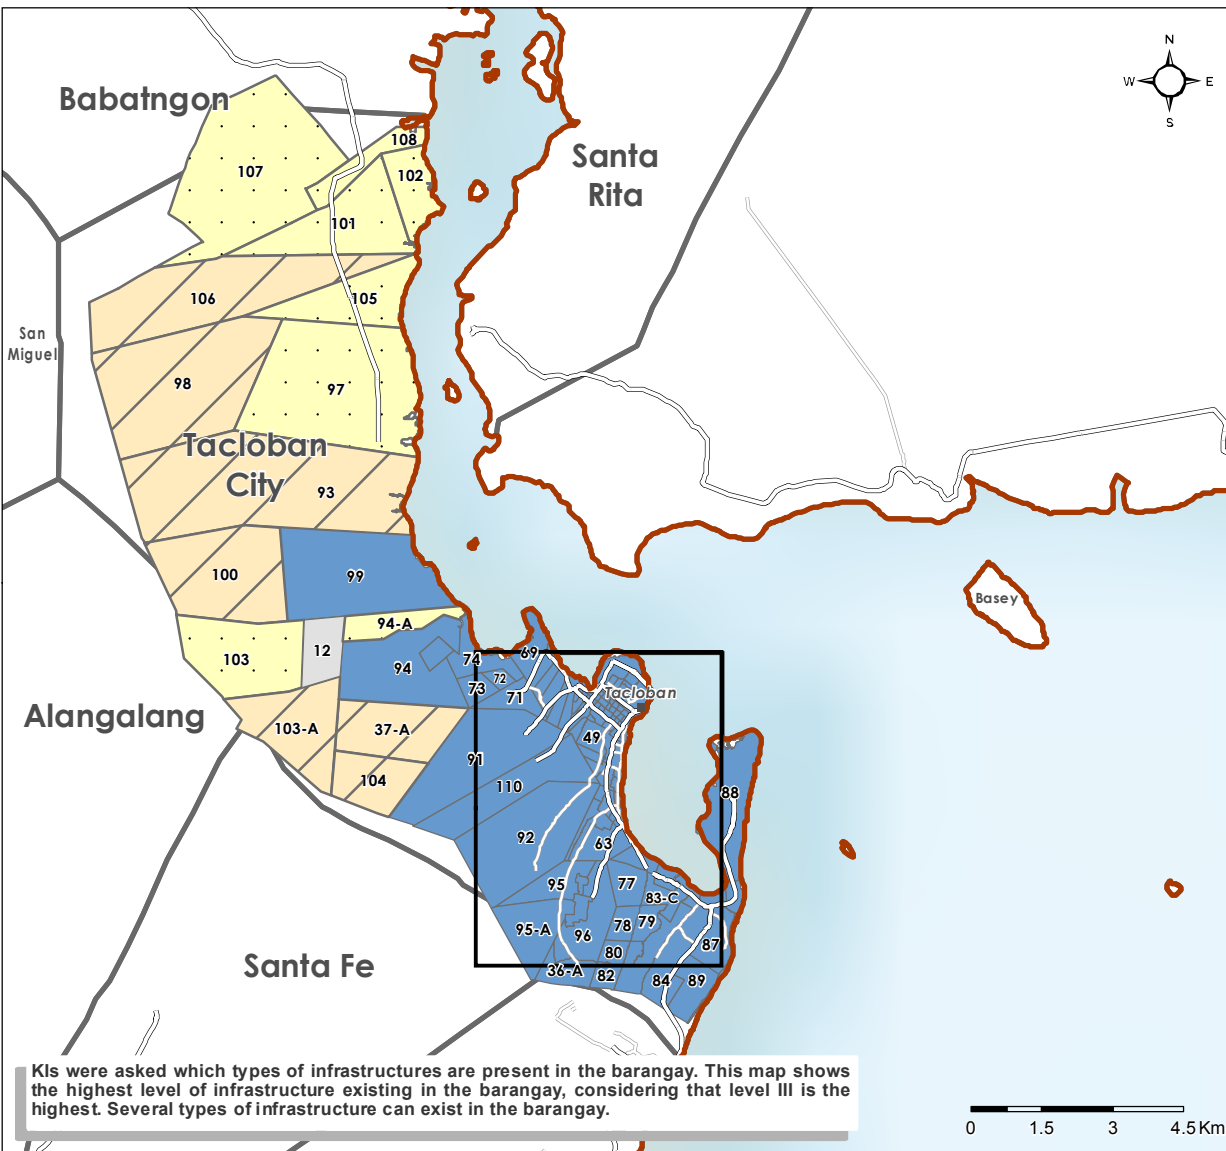 N
W E
S
Babatngon
108
Santa
Rita
107
102
101
106
105
San
Miguel
98
97
Tacloban
City
93
100
99
Basey
94-A
103
12
94
74
69
73
72
71
Tacloban
Alangalang
103-A
37-A
49
91
104
110
88
92
63
95
77
83-C
95-A
96
78
79
87
80
Santa Fe
36-A
82
84
89
KIs were asked which types of infrastructures are present in the barangay. This map shows
the highest level of infrastructure existing in the barangay, considering that level III is the
highest. Several types of infrastructure can exist in the barangay.
0 1.5 3 4.5 Km